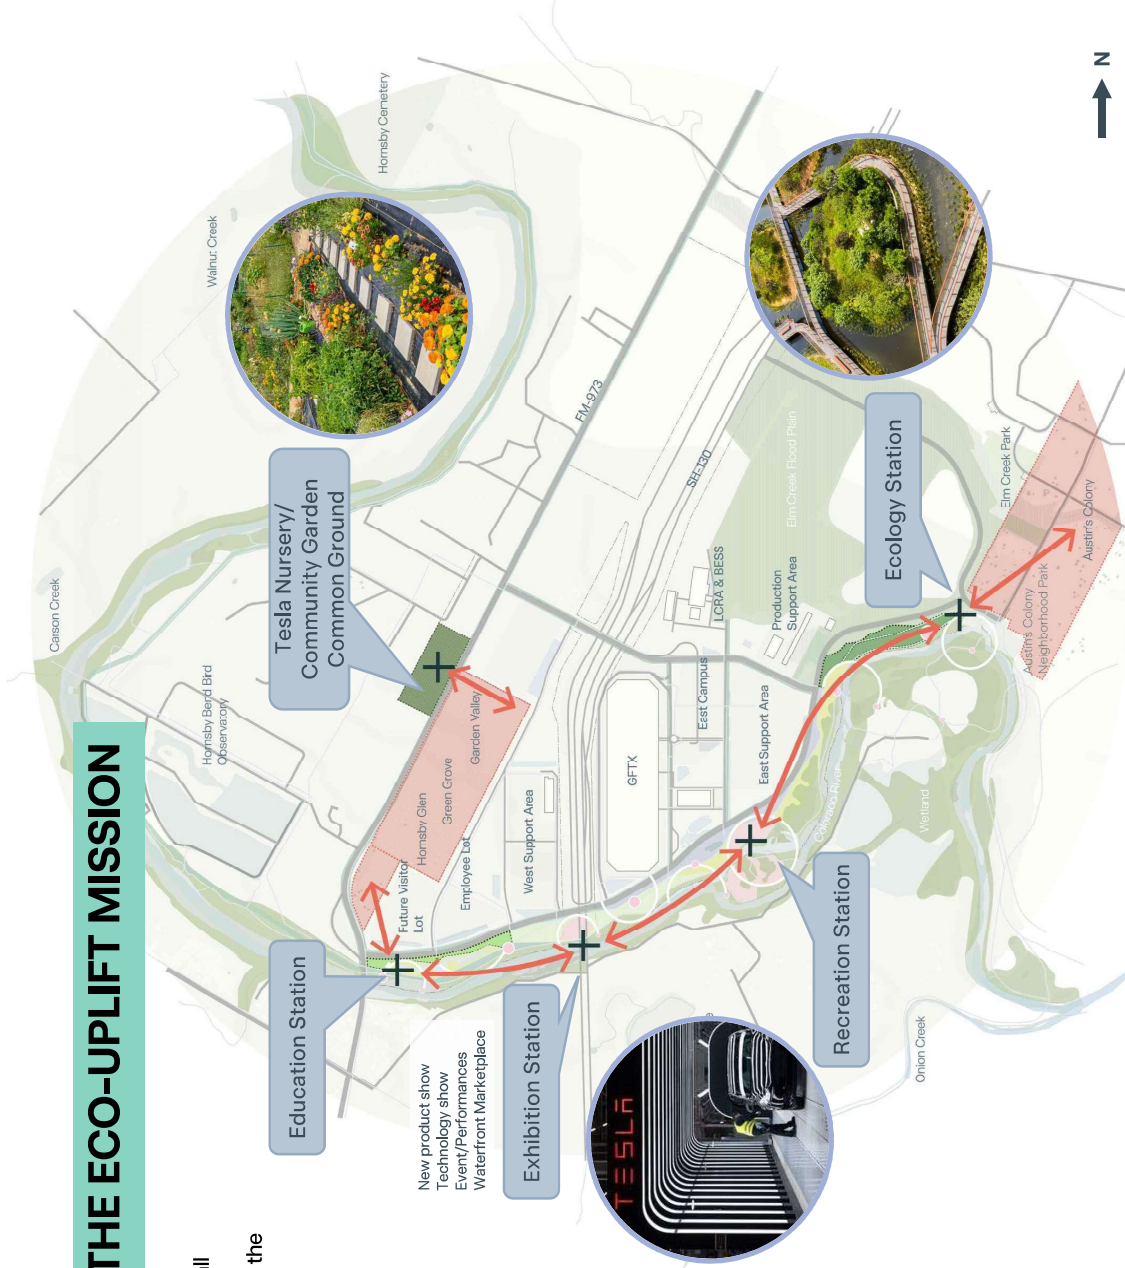 THE ECO-UPLIFT MISSION
all
the
Carson Creek
Walnut Creek
Hornsby Cemetery
Hornsby Bend Bird
Observatory
Tesla Nursery/
Community Garden
Common Ground
Education Station
Future Visitor
Lot
Hornsby Glen
Green Grove
Garden Valley
Employee Lot
West Support Area
FM-973
SH-130
New product show
Technology show
Event/Performances
Waterfront Marketplace
Exhibition Station
TESLA
GFTX
East Campus
LCRA & BESS
East Support Area
Production
Support Area
Elm Creek Flood Plain
Recreation Station
Colorado River
Ecology Station
Wetland
Onion Creek
Elm Creek Park
Austin's Colony
Neighborhood Park
Austin's Colony
N